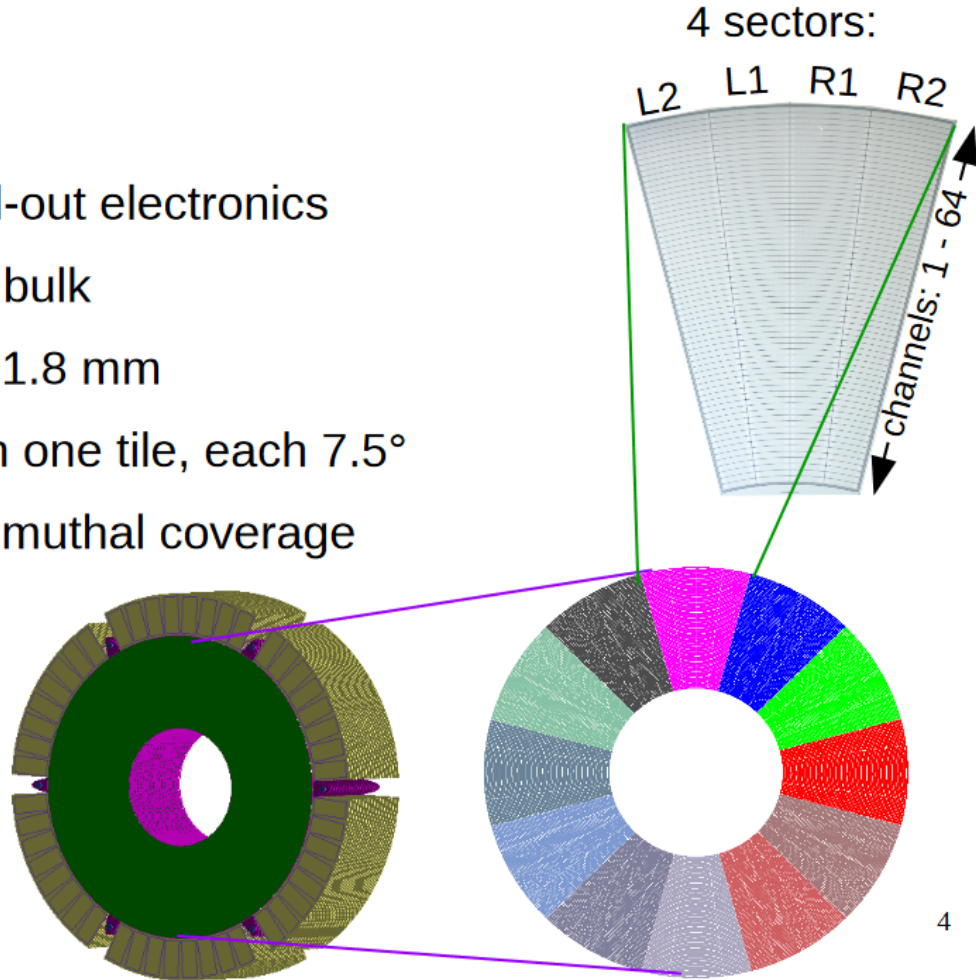 4 sectors:
L2 L1 R1 R2
-out electronics
bulk
1.8 mm
one tile, each 7.5°
muthal coverage
channels: 1 - 64
4